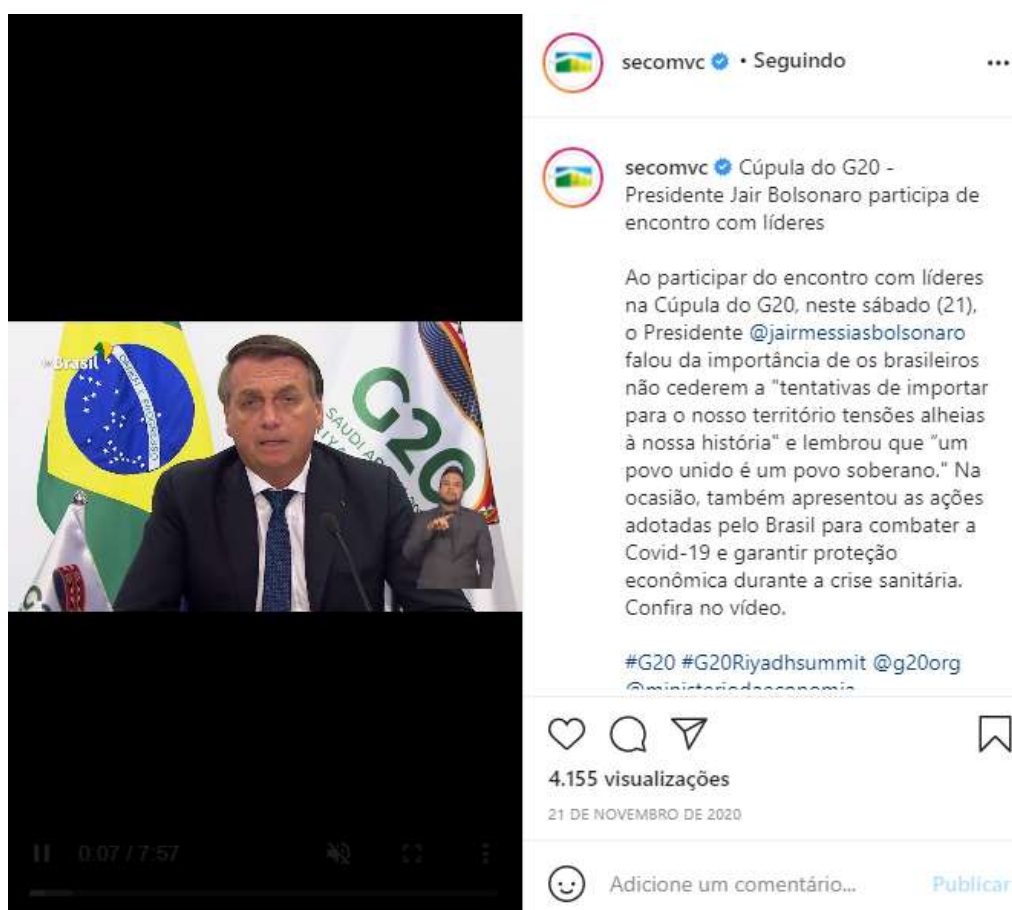 secomvc • Seguindo
secomvc Cúpula do G20 -
Presidente Jair Bolsonaro participa de
encontro com líderes
Ao participar do encontro com líderes
na Cúpula do G20, neste sábado (21),
o Presidente @jairmessiasbolsonaro
falou da importância de os brasileiros
não cederem a "tentativas de importar
para o nosso território tensões alheias
à nossa história" e lembrou que "um
povo unido é um povo soberano." Na
ocasião, também apresentou as ações
adotadas pelo Brasil para combater a
Covid-19 e garantir proteção
econômica durante a crise sanitária.
Confira no vídeo.
#G20 #G20Riyadhsummit @g20org
@ministeriodaeconomia
4.155 visualizações
21 DE NOVEMBRO DE 2020
Adicione um comentário...
Publicar
Brasil
G20
SAUDI
0:07 / 7:57